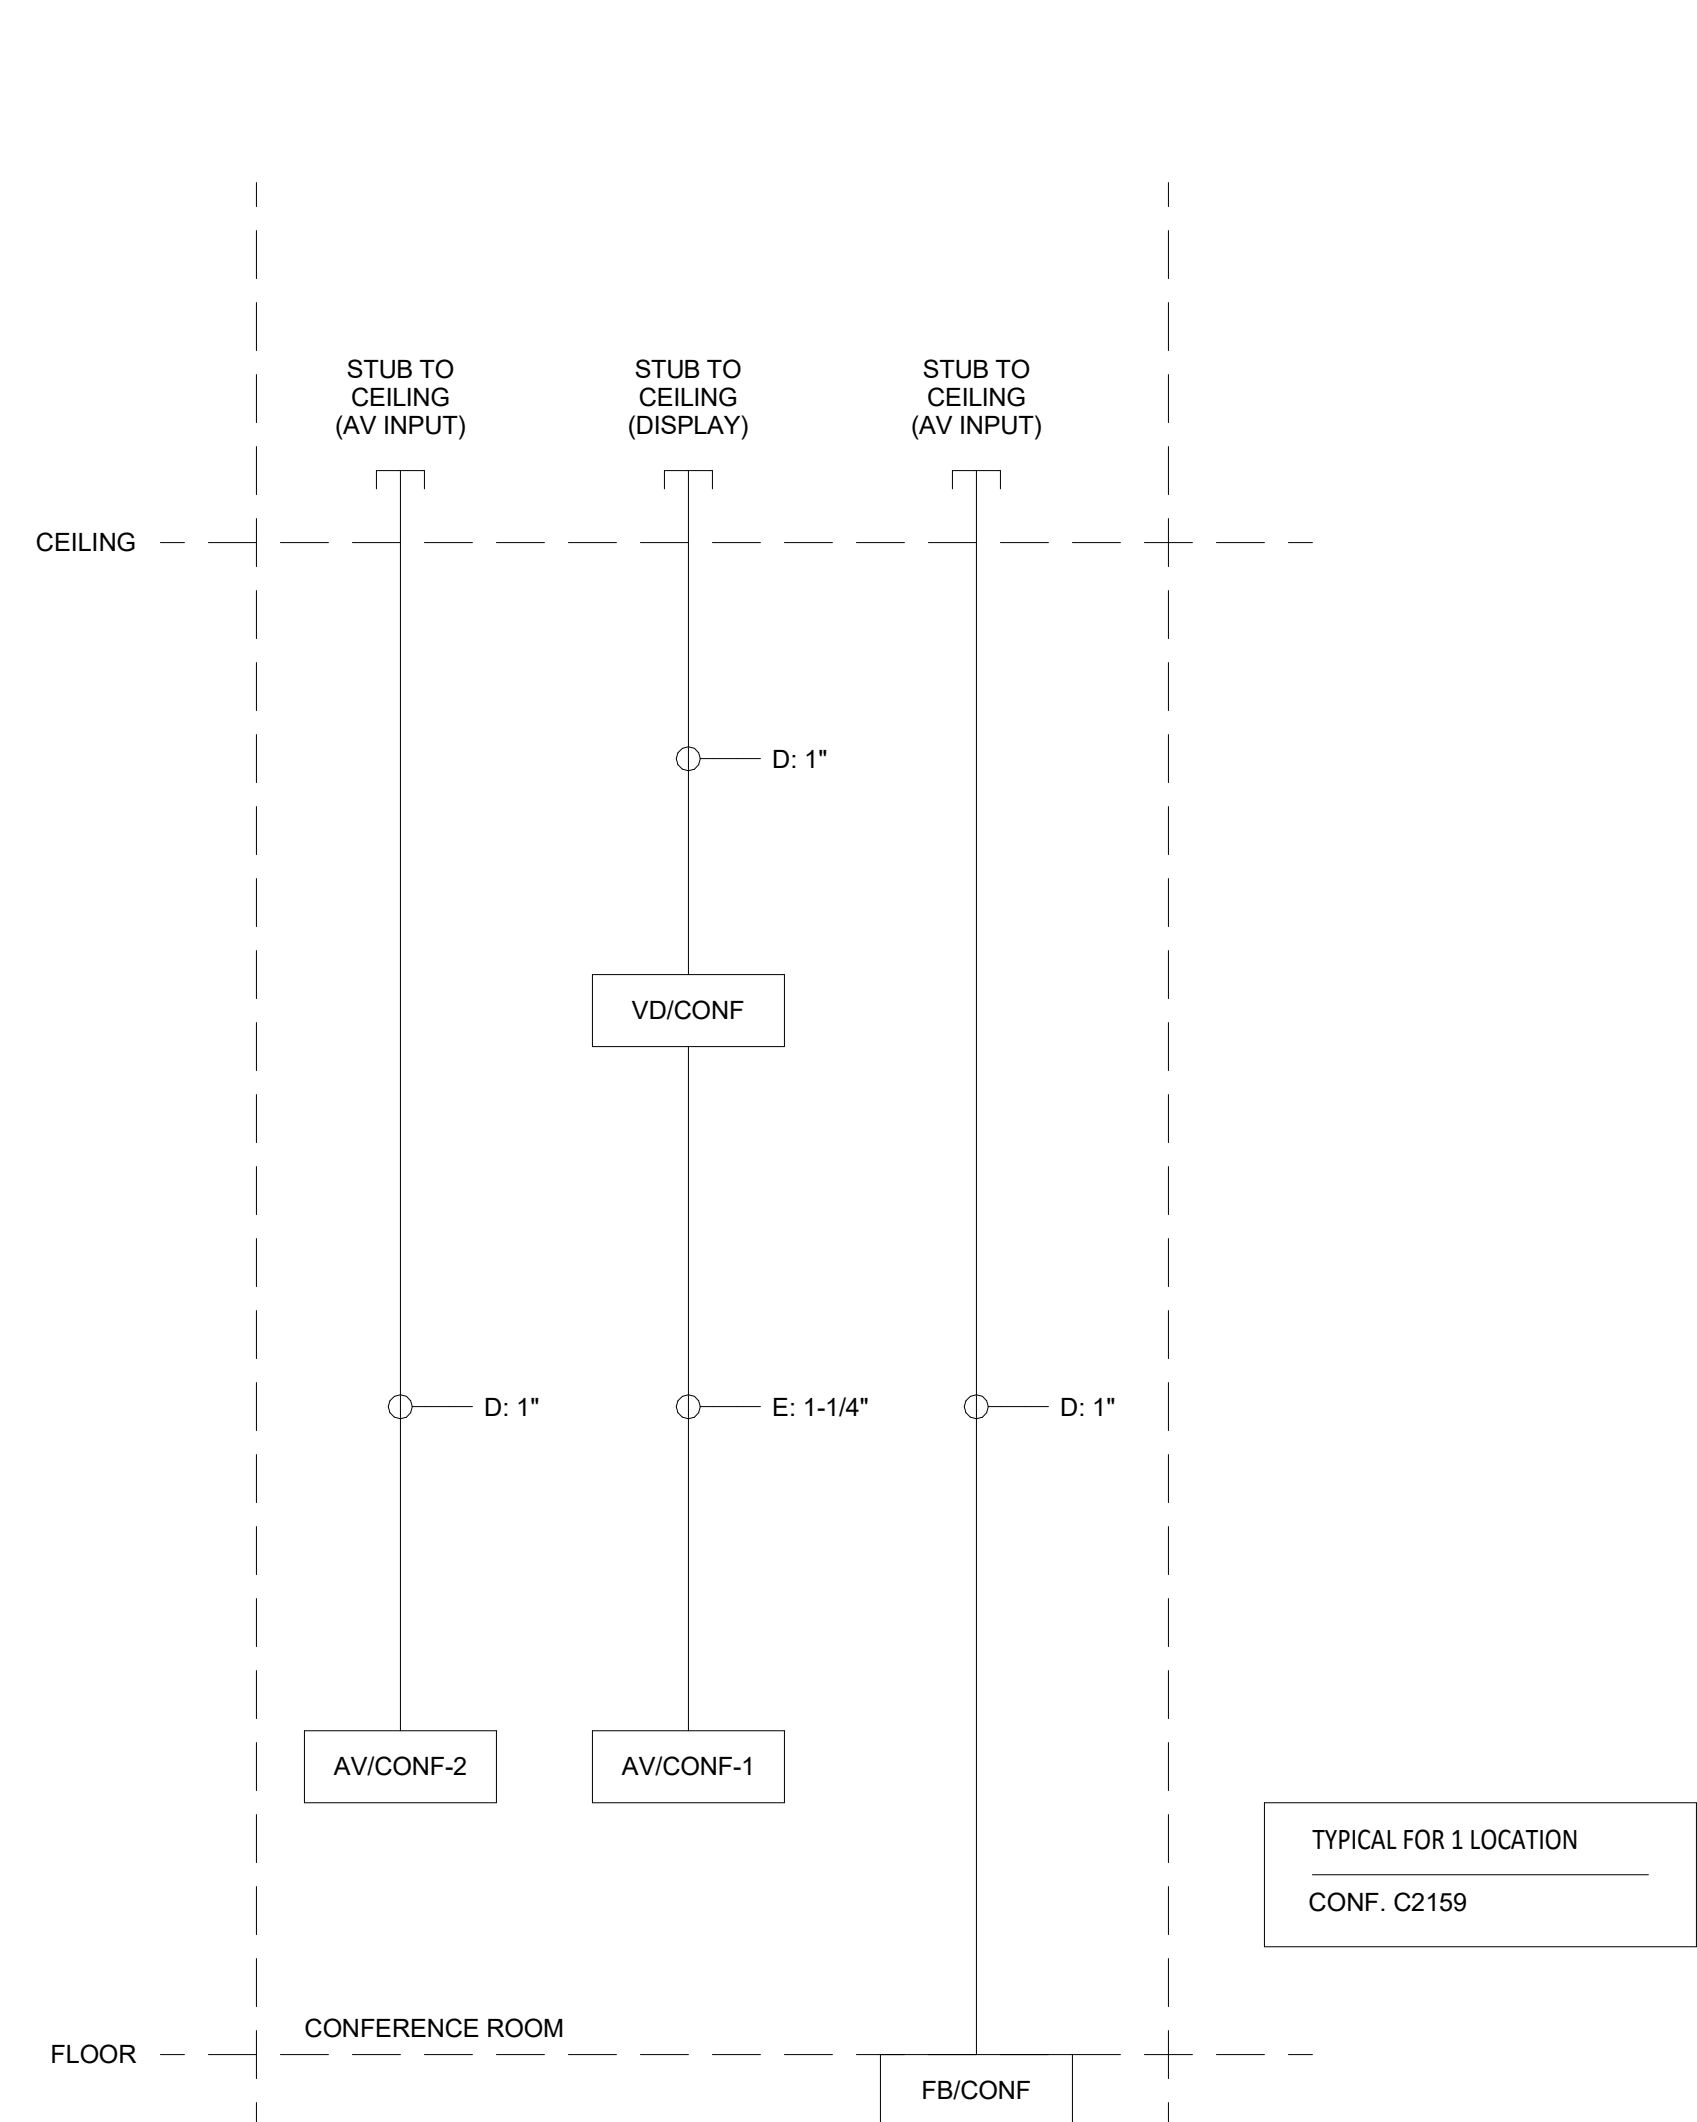 STUB TO
CEILING
(AV INPUT)
STUB TO
CEILING
(DISPLAY)
STUB TO
CEILING
(AV INPUT)
CEILING
D: 1"
VD/CONF
D: 1"
E: 1-1/4"
D: 1"
AV/CONF-2
AV/CONF-1
TYPICAL FOR 1 LOCATION
CONF. C2159
CONFERENCE ROOM
FLOOR
FB/CONF